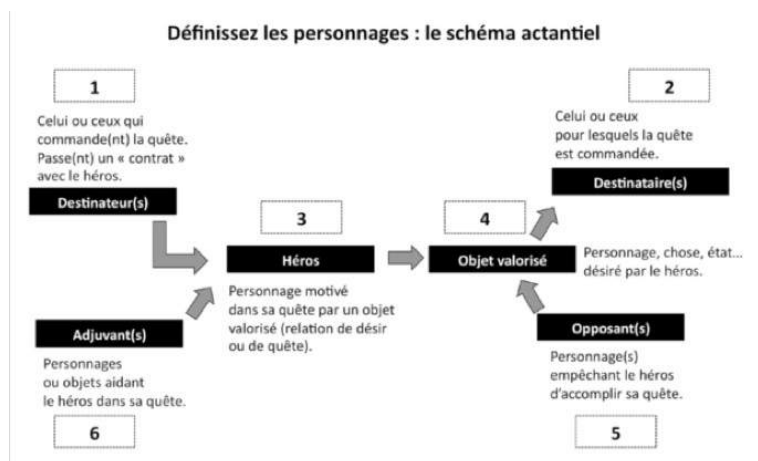 Définissez les personnages : le schéma actantiel
1
Celui ou ceux qui
commande(nt) la quête.
Passe(nt) un « contrat »
avec le héros.
Destinateur(s)
2
Celui ou ceux
pour lesquels la quête
est commandée.
Destinataire(s)
3
Héros
Personnage motivé
dans sa quête par un objet
valorisé (relation de désir
ou de quête).
4
Objet valorisé
Personnage, chose, état...
désiré par le héros.
Adjuvant(s)
Personnages
ou objets aidant
le héros dans sa quête.
6
Opposant(s)
Personnage(s)
empêchant le héros
d'accomplir sa quête.
5